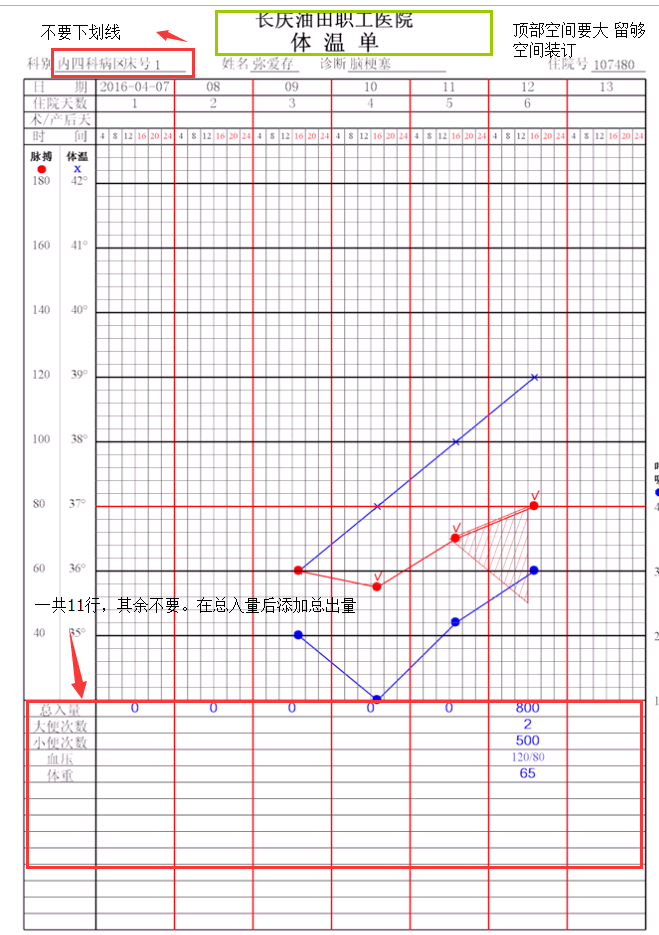 长庆油田职工医院
体 温 单
不要下划线
顶部空间要大 留够
空间装订
科别 内四科病区床号 1 姓名 弥爱存 诊断 脑梗塞 住院号 107480
日 期 2016-04-07 08 09 10 11 12 13
住院天数 1 2 3 4 5 6
术/产后天
时 间 4 8 12 16 20 24 4 8 12 16 20 24 4 8 12 16 20 24 4 8 12 16 20 24 4 8 12 16 20 24 4 8 12 16 20 24 4 8 12 16 20 24
脉搏 体温
x
180 42°
160 41°
140 40°
120 39°
100 38°
80 37°
60 36°
一共11行，其余不要。在总入量后添加总出量
40 35°
总入量 0 0 0 0 0 800
大便次数 2
小便次数 500
血压 120/80
体重 65